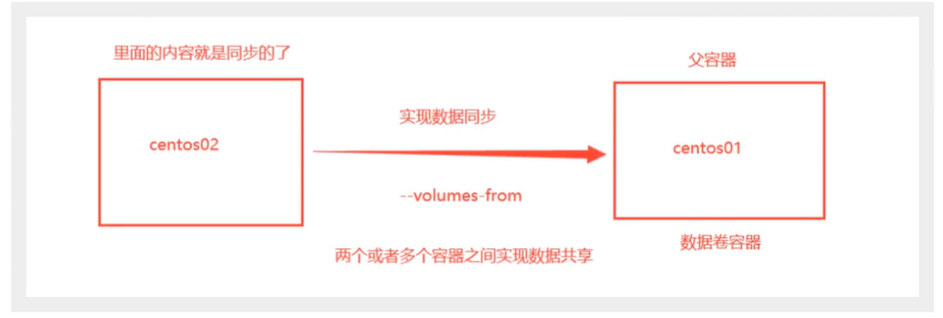 里面的内容就是同步的了
父容器
实现数据同步
centos02
centos01
--volumes-from
数据卷容器
两个或者多个容器之间实现数据共享